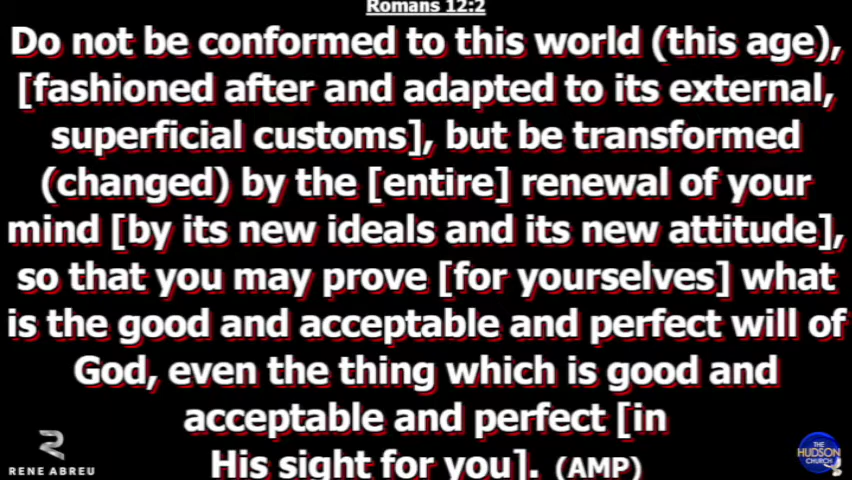 Romans 12:2
Do not be conformed to this world (this age),
[fashioned after and adapted to its external,
superficial customs], but be transformed
(changed) by the [entire] renewal of your
mind [by its new ideals and its new attitude],
so that you may prove [for yourselves] what
is the good and acceptable and perfect will of
God, even the thing which is good and
acceptable and perfect [in
His sight for you]. (AMP)
RENE ABREU
THE
HUDSON
CHURCH